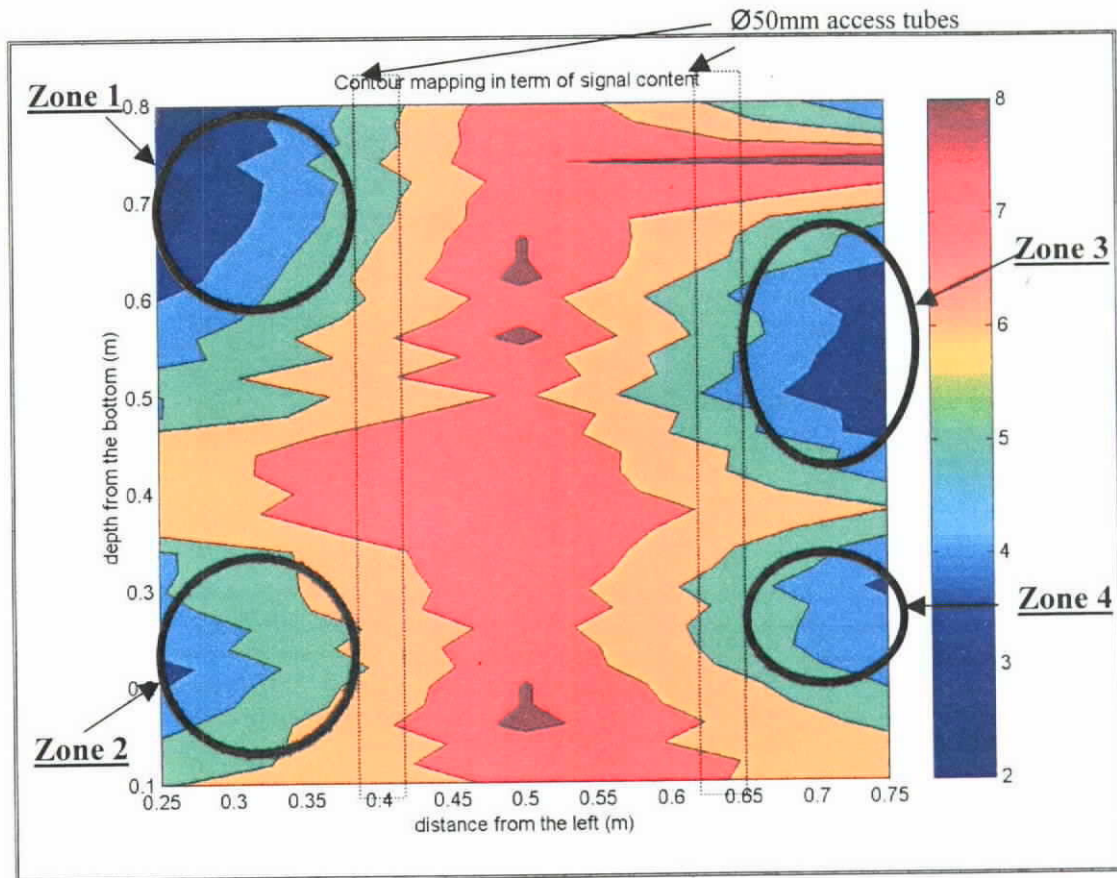 Ø50mm access tubes
Contour mapping in term of signal content
Zone 1
Zone 2
Zone 3
Zone 4
depth from the bottom (m)
0.8
0.7
0.6
0.5
0.4
0.3
0.1
0.25 0.3 0.35 0.4 0.45 0.5 0.55 0.6 0.65 0.7 0.75
distance from the left (m)
8
7
6
5
4
3
2